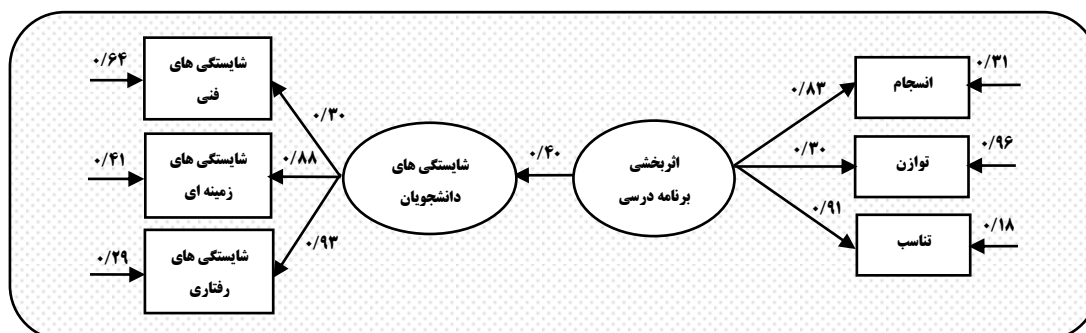 انسجام
۰/۳۱
۰/۸۳
توازن
۰/۹۶
۰/۳۰
تناسب
۰/۱۸
۰/۹۱
اثربخشی
برنامه درسی
۰/۴۰
شایستگی های
دانشجویان
۰/۳۰
شایستگی های
فنی
۰/۶۴
۰/۸۸
شایستگی های
زمینه ای
۰/۴۱
۰/۹۳
شایستگی های
رفتاری
۰/۲۹